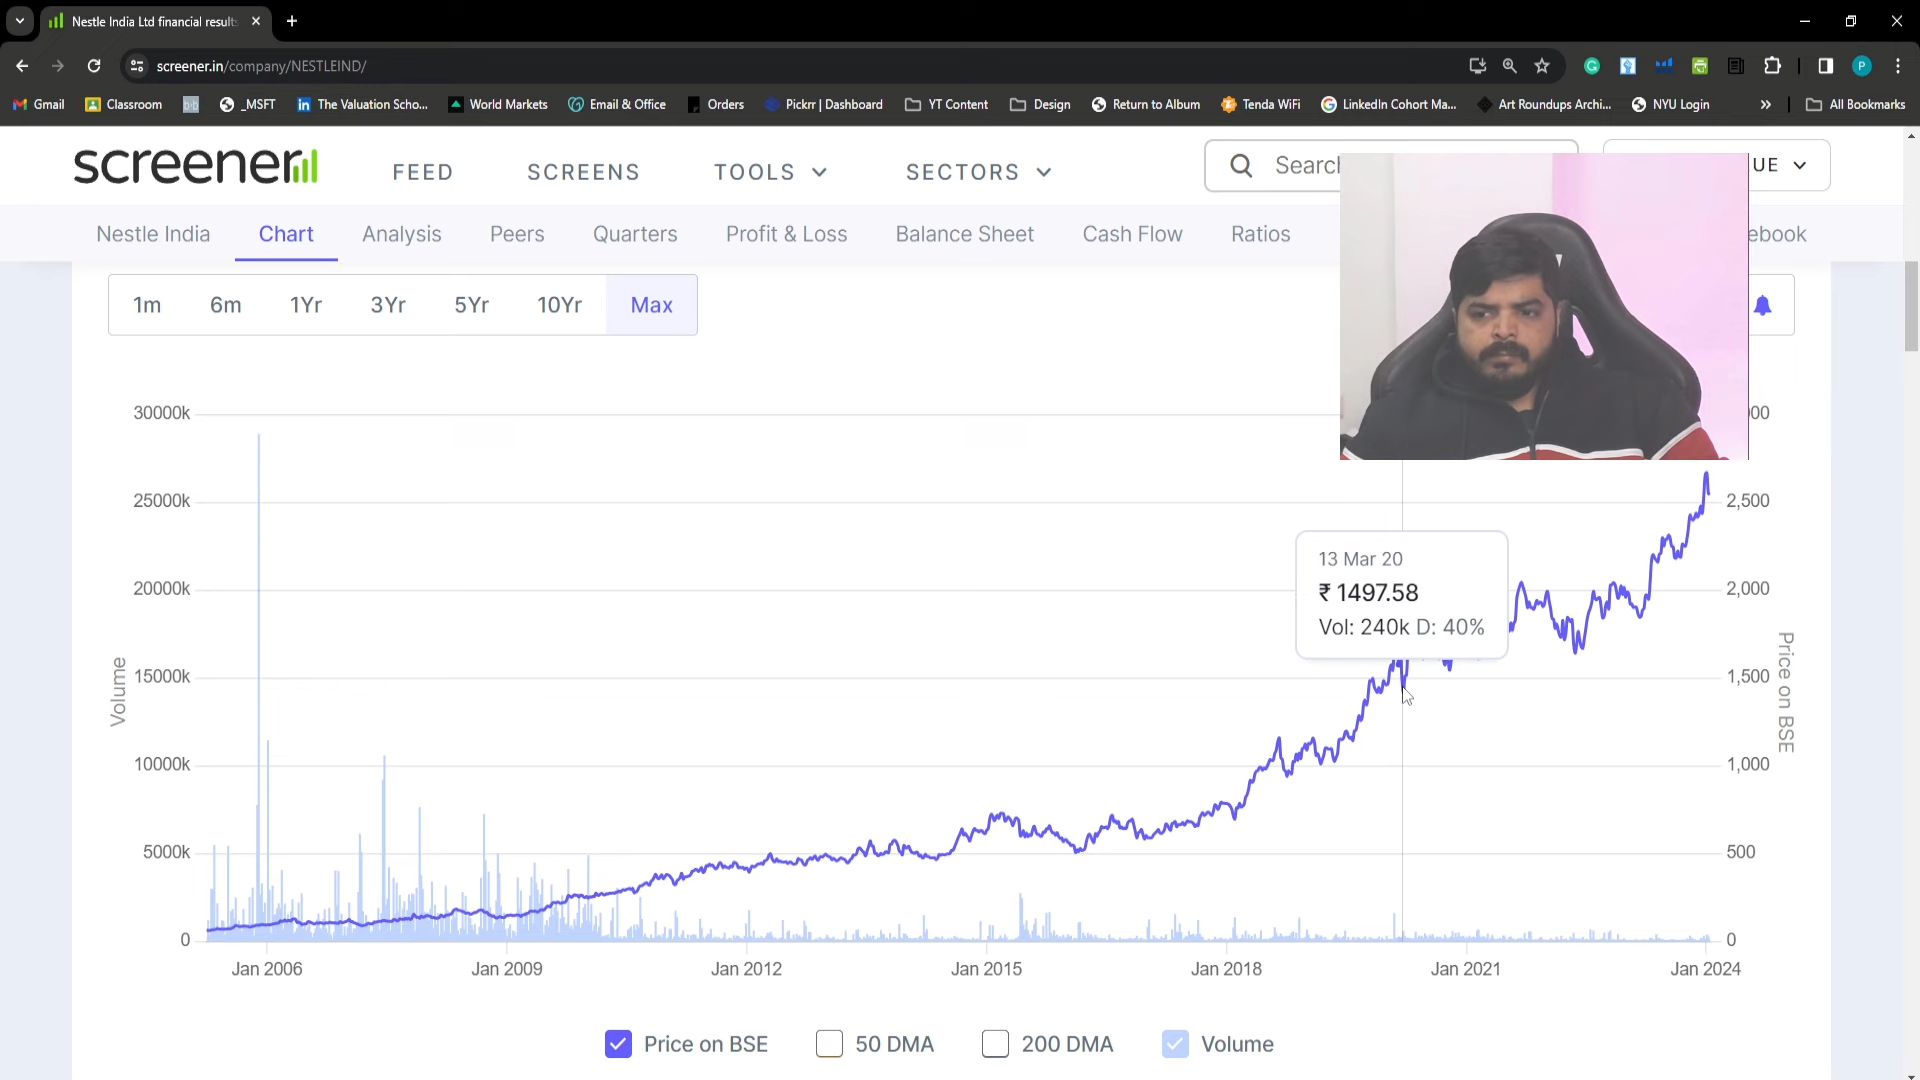 Nestle India Ltd financial results
screener.in/company/NESTLEIND/
P
Gmail
Classroom
_MSFT
The Valuation Scho...
World Markets
Email & Office
Orders
Pickrr | Dashboard
YT Content
Design
Return to Album
Tenda WiFi
LinkedIn Cohort Ma...
Art Roundups Archi...
NYU Login
»
All Bookmarks
screener
FEED
SCREENS
TOOLS
SECTORS
Search
UE
Nestle India
Chart
Analysis
Peers
Quarters
Profit & Loss
Balance Sheet
Cash Flow
Ratios
ebook
1m
6m
1Yr
3Yr
5Yr
10Yr
Max
30000k
25000k
20000k
15000k
10000k
5000k
0
Volume
00
2,500
2,000
1,500
1,000
500
0
Price on BSE
13 Mar 20
₹ 1497.58
Vol: 240k D: 40%
Jan 2006
Jan 2009
Jan 2012
Jan 2015
Jan 2018
Jan 2021
Jan 2024
Price on BSE
50 DMA
200 DMA
Volume